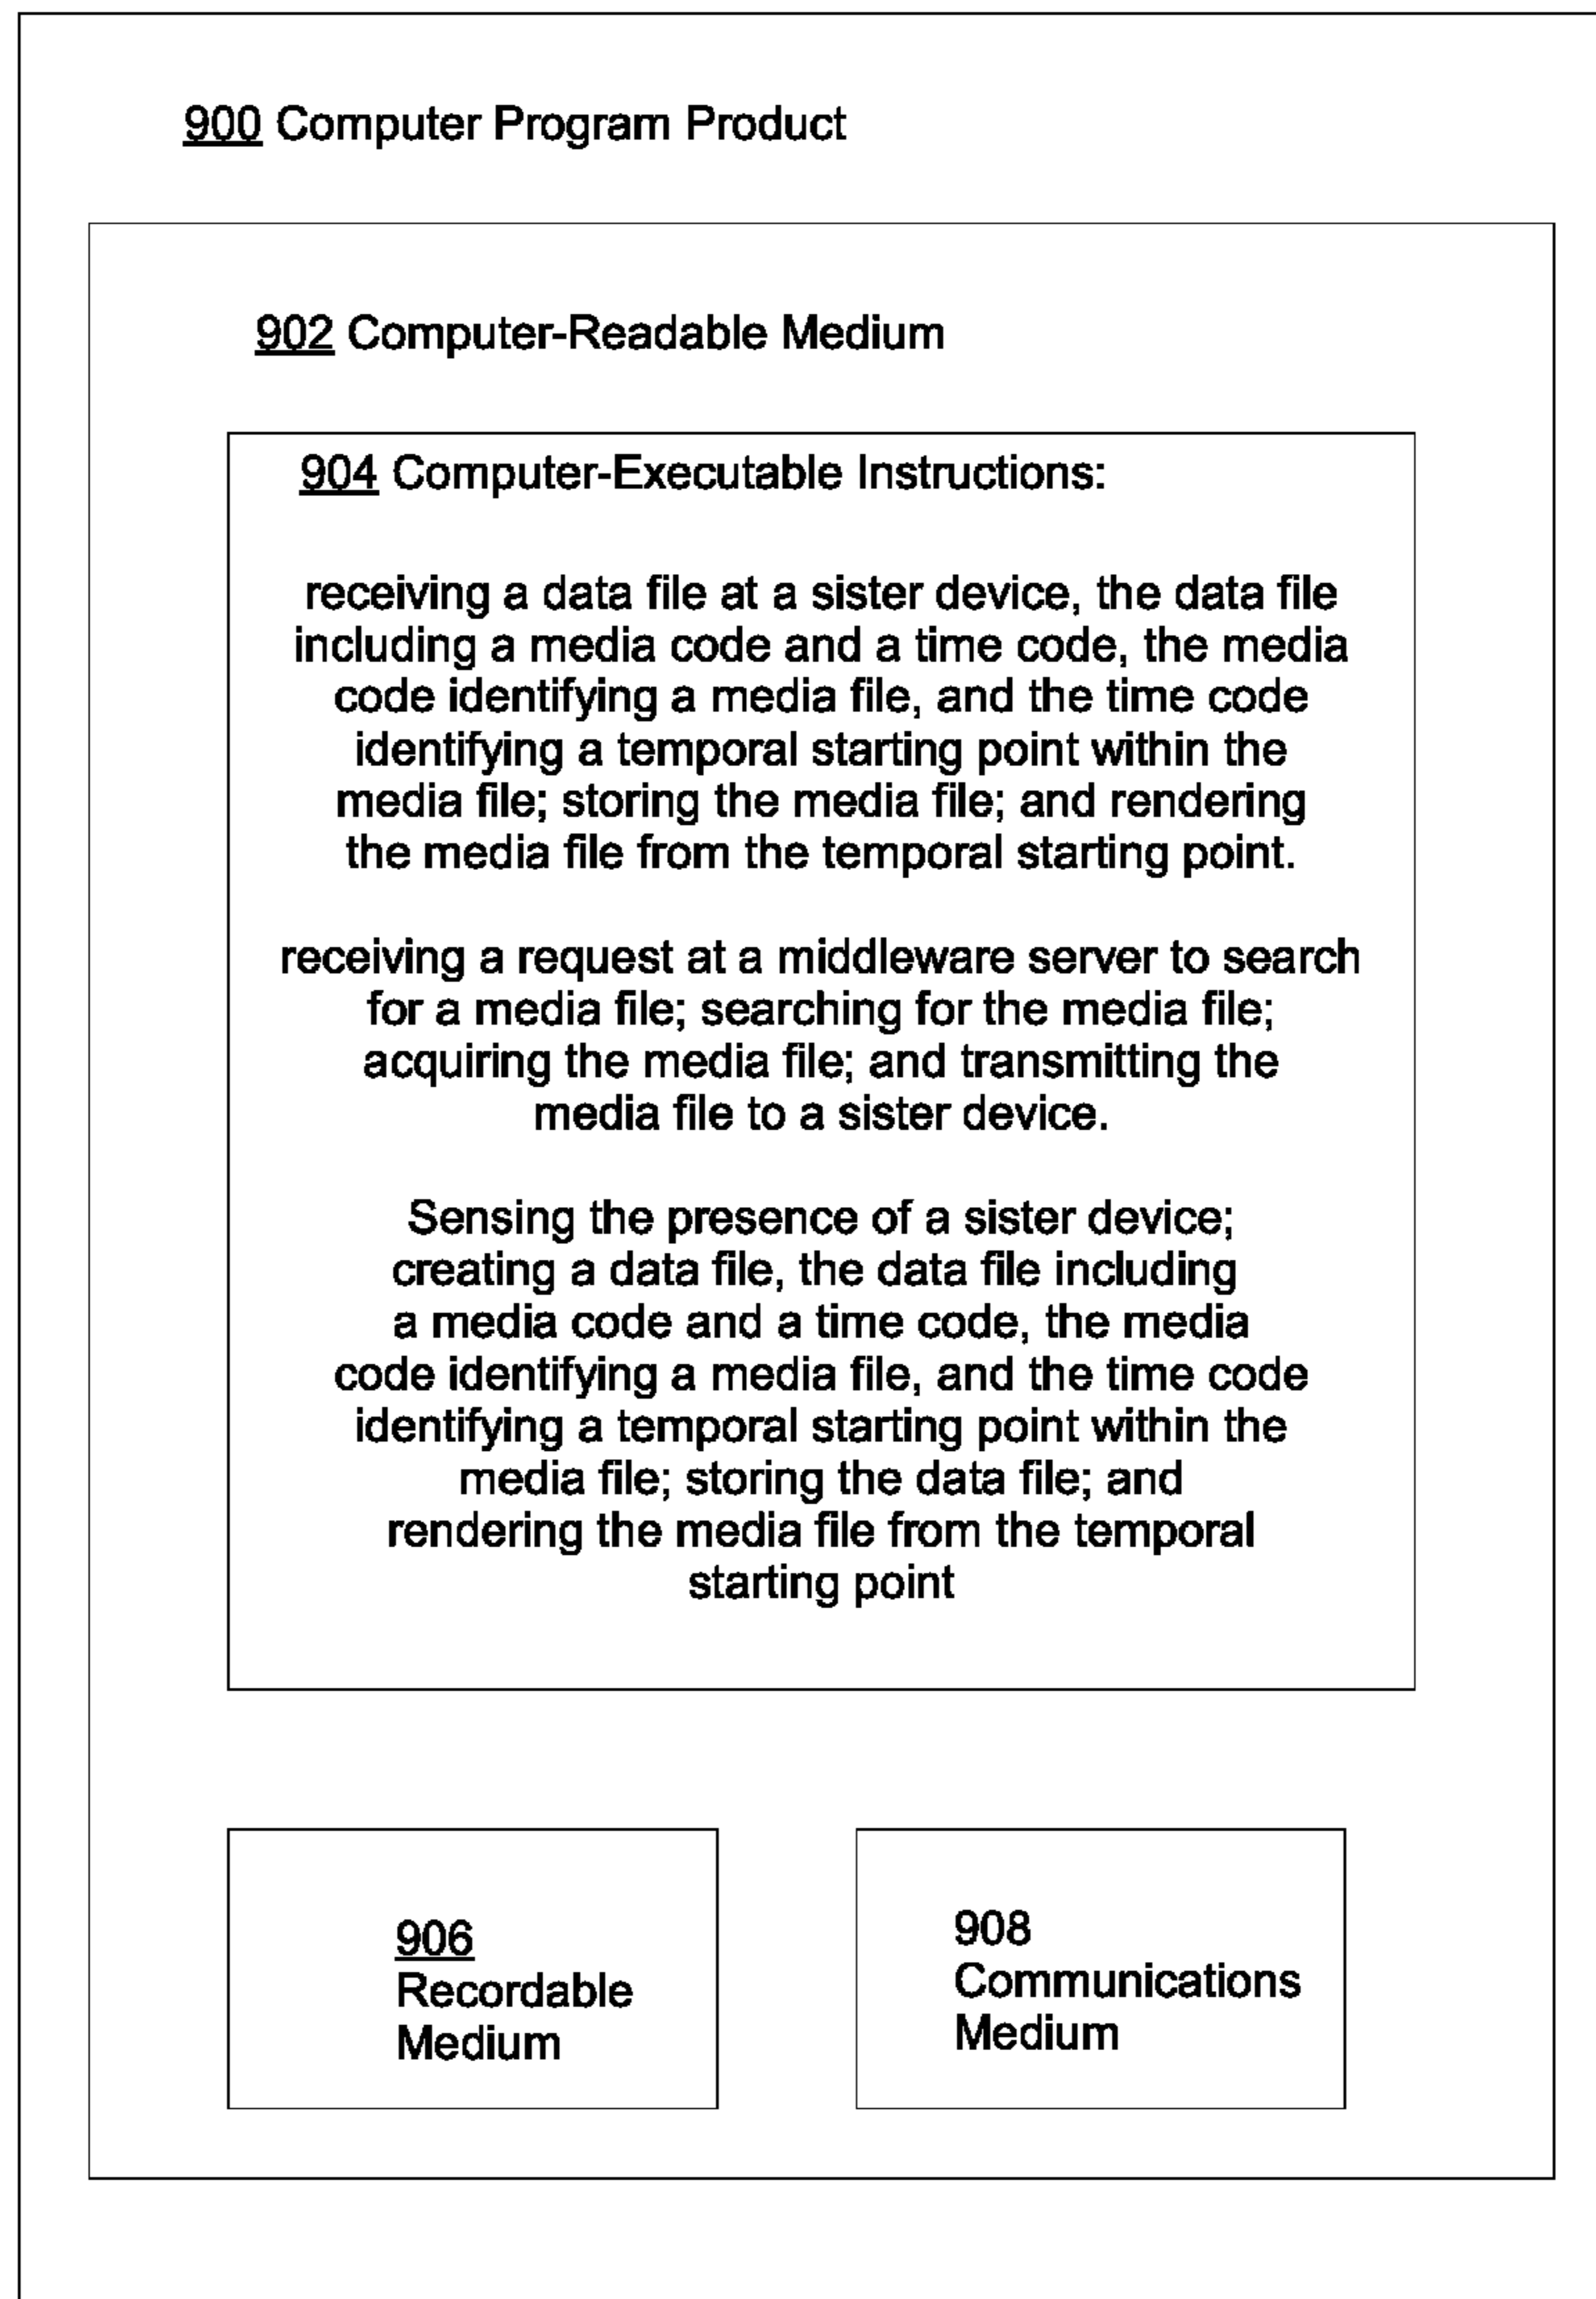 900 Computer Program Product
902 Computer-Readable Medium
904 Computer-Executable Instructions:
receiving a data file at a sister device, the data file
including a media code and a time code, the media
code identifying a media file, and the time code
identifying a temporal starting point within the
media file; storing the media file; and rendering
the media file from the temporal starting point.
receiving a request at a middleware server to search
for a media file; searching for the media file;
acquiring the media file; and transmitting the
media file to a sister device.
Sensing the presence of a sister device;
creating a data file, the data file including
a media code and a time code, the media
code identifying a media file, and the time code
identifying a temporal starting point within the
media file; storing the data file; and
rendering the media file from the temporal
starting point
906
Recordable
Medium
908
Communications
Medium